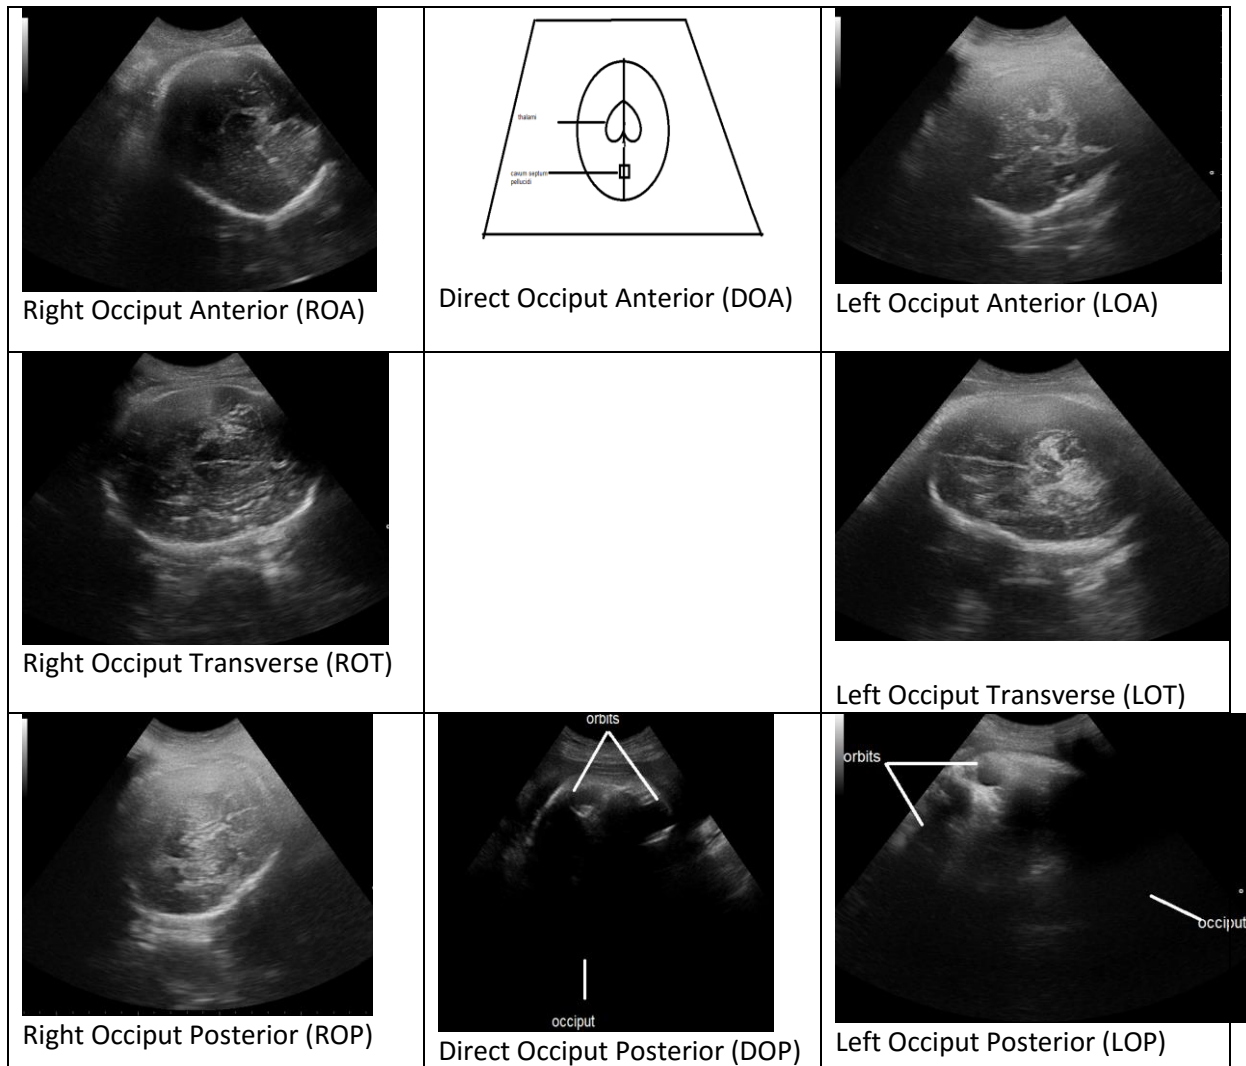 Right Occiput Anterior (ROA)
thalami
cavum septum
pellucidi
Direct Occiput Anterior (DOA)
Left Occiput Anterior (LOA)
Right Occiput Transverse (ROT)
Left Occiput Transverse (LOT)
Right Occiput Posterior (ROP)
orbits
occiput
Direct Occiput Posterior (DOP)
orbits
occiput
Left Occiput Posterior (LOP)